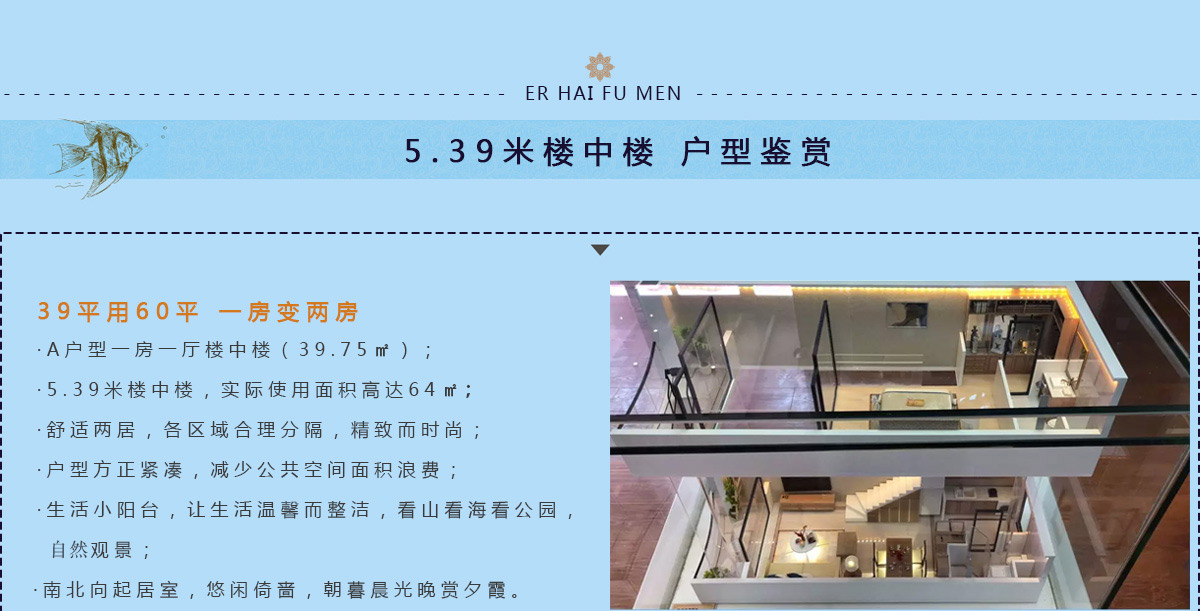 ER HAI FU MEN
5.39米楼中楼 户型鉴赏
39平用60平 一房变两房
·A户型一房一厅楼中楼（39.75㎡）；
·5.39米楼中楼，实际使用面积高达64㎡；
·舒适两居，各区域合理分隔，精致而时尚；
·户型方正紧凑，减少公共空间面积浪费；
·生活小阳台，让生活温馨而整洁，看山看海看公园，
自然观景；
·南北向起居室，悠闲倚啬，朝暮晨光晚赏夕霞。